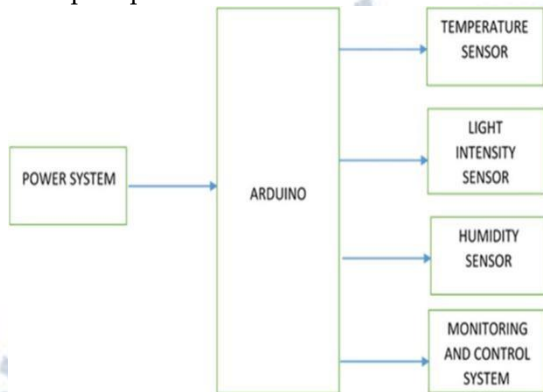 TEMPERATURE
SENSOR
LIGHT
INTENSITY
SENSOR
POWER SYSTEM
ARDUINO
HUMIDITY
SENSOR
MONITORING
AND CONTROL
SYSTEM